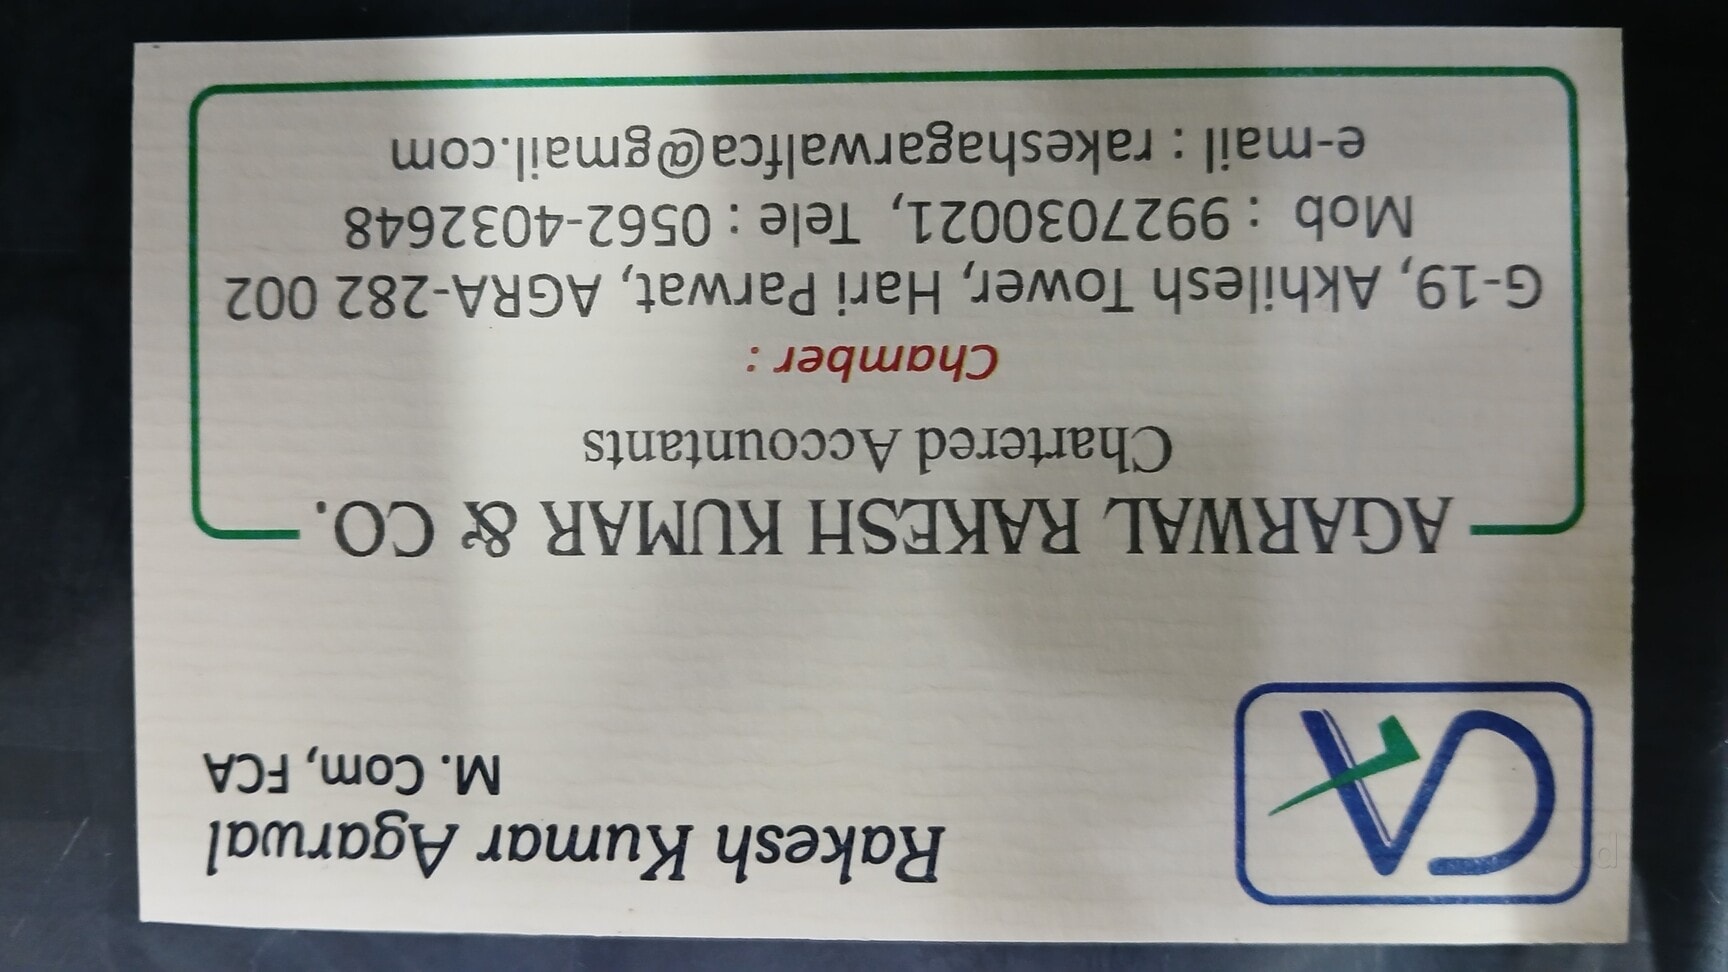 CA
Rakesh Kumar Agarwal
M. Com, FCA
AGARWAL RAKESH KUMAR & CO.
Chartered Accountants
Chamber :
G-19, Akhilesh Tower, Hari Parwat, AGRA-282 002
Mob : 9927030021, Tele : 0562-4032648
e-mail : rakeshagarwalfca@gmail.com